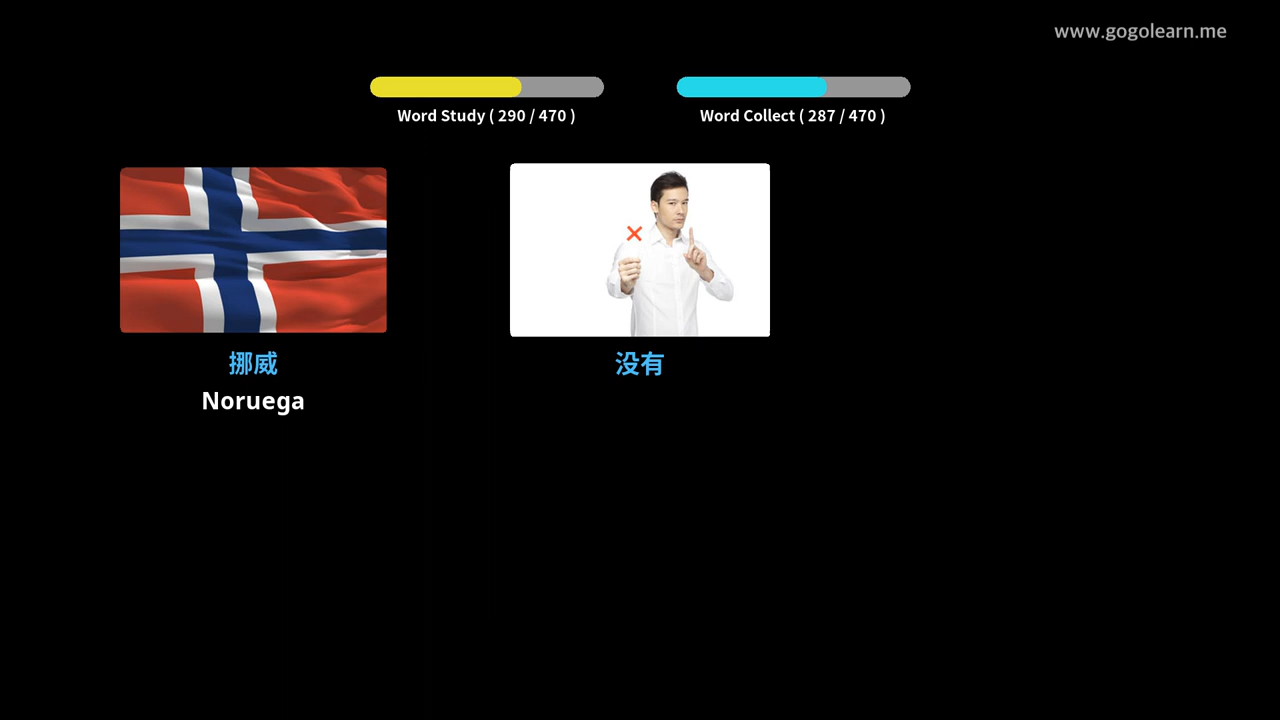 www.gogolearn.me
Word Study ( 290 / 470 )
Word Collect ( 287 / 470 )
挪威
Noruega
没有